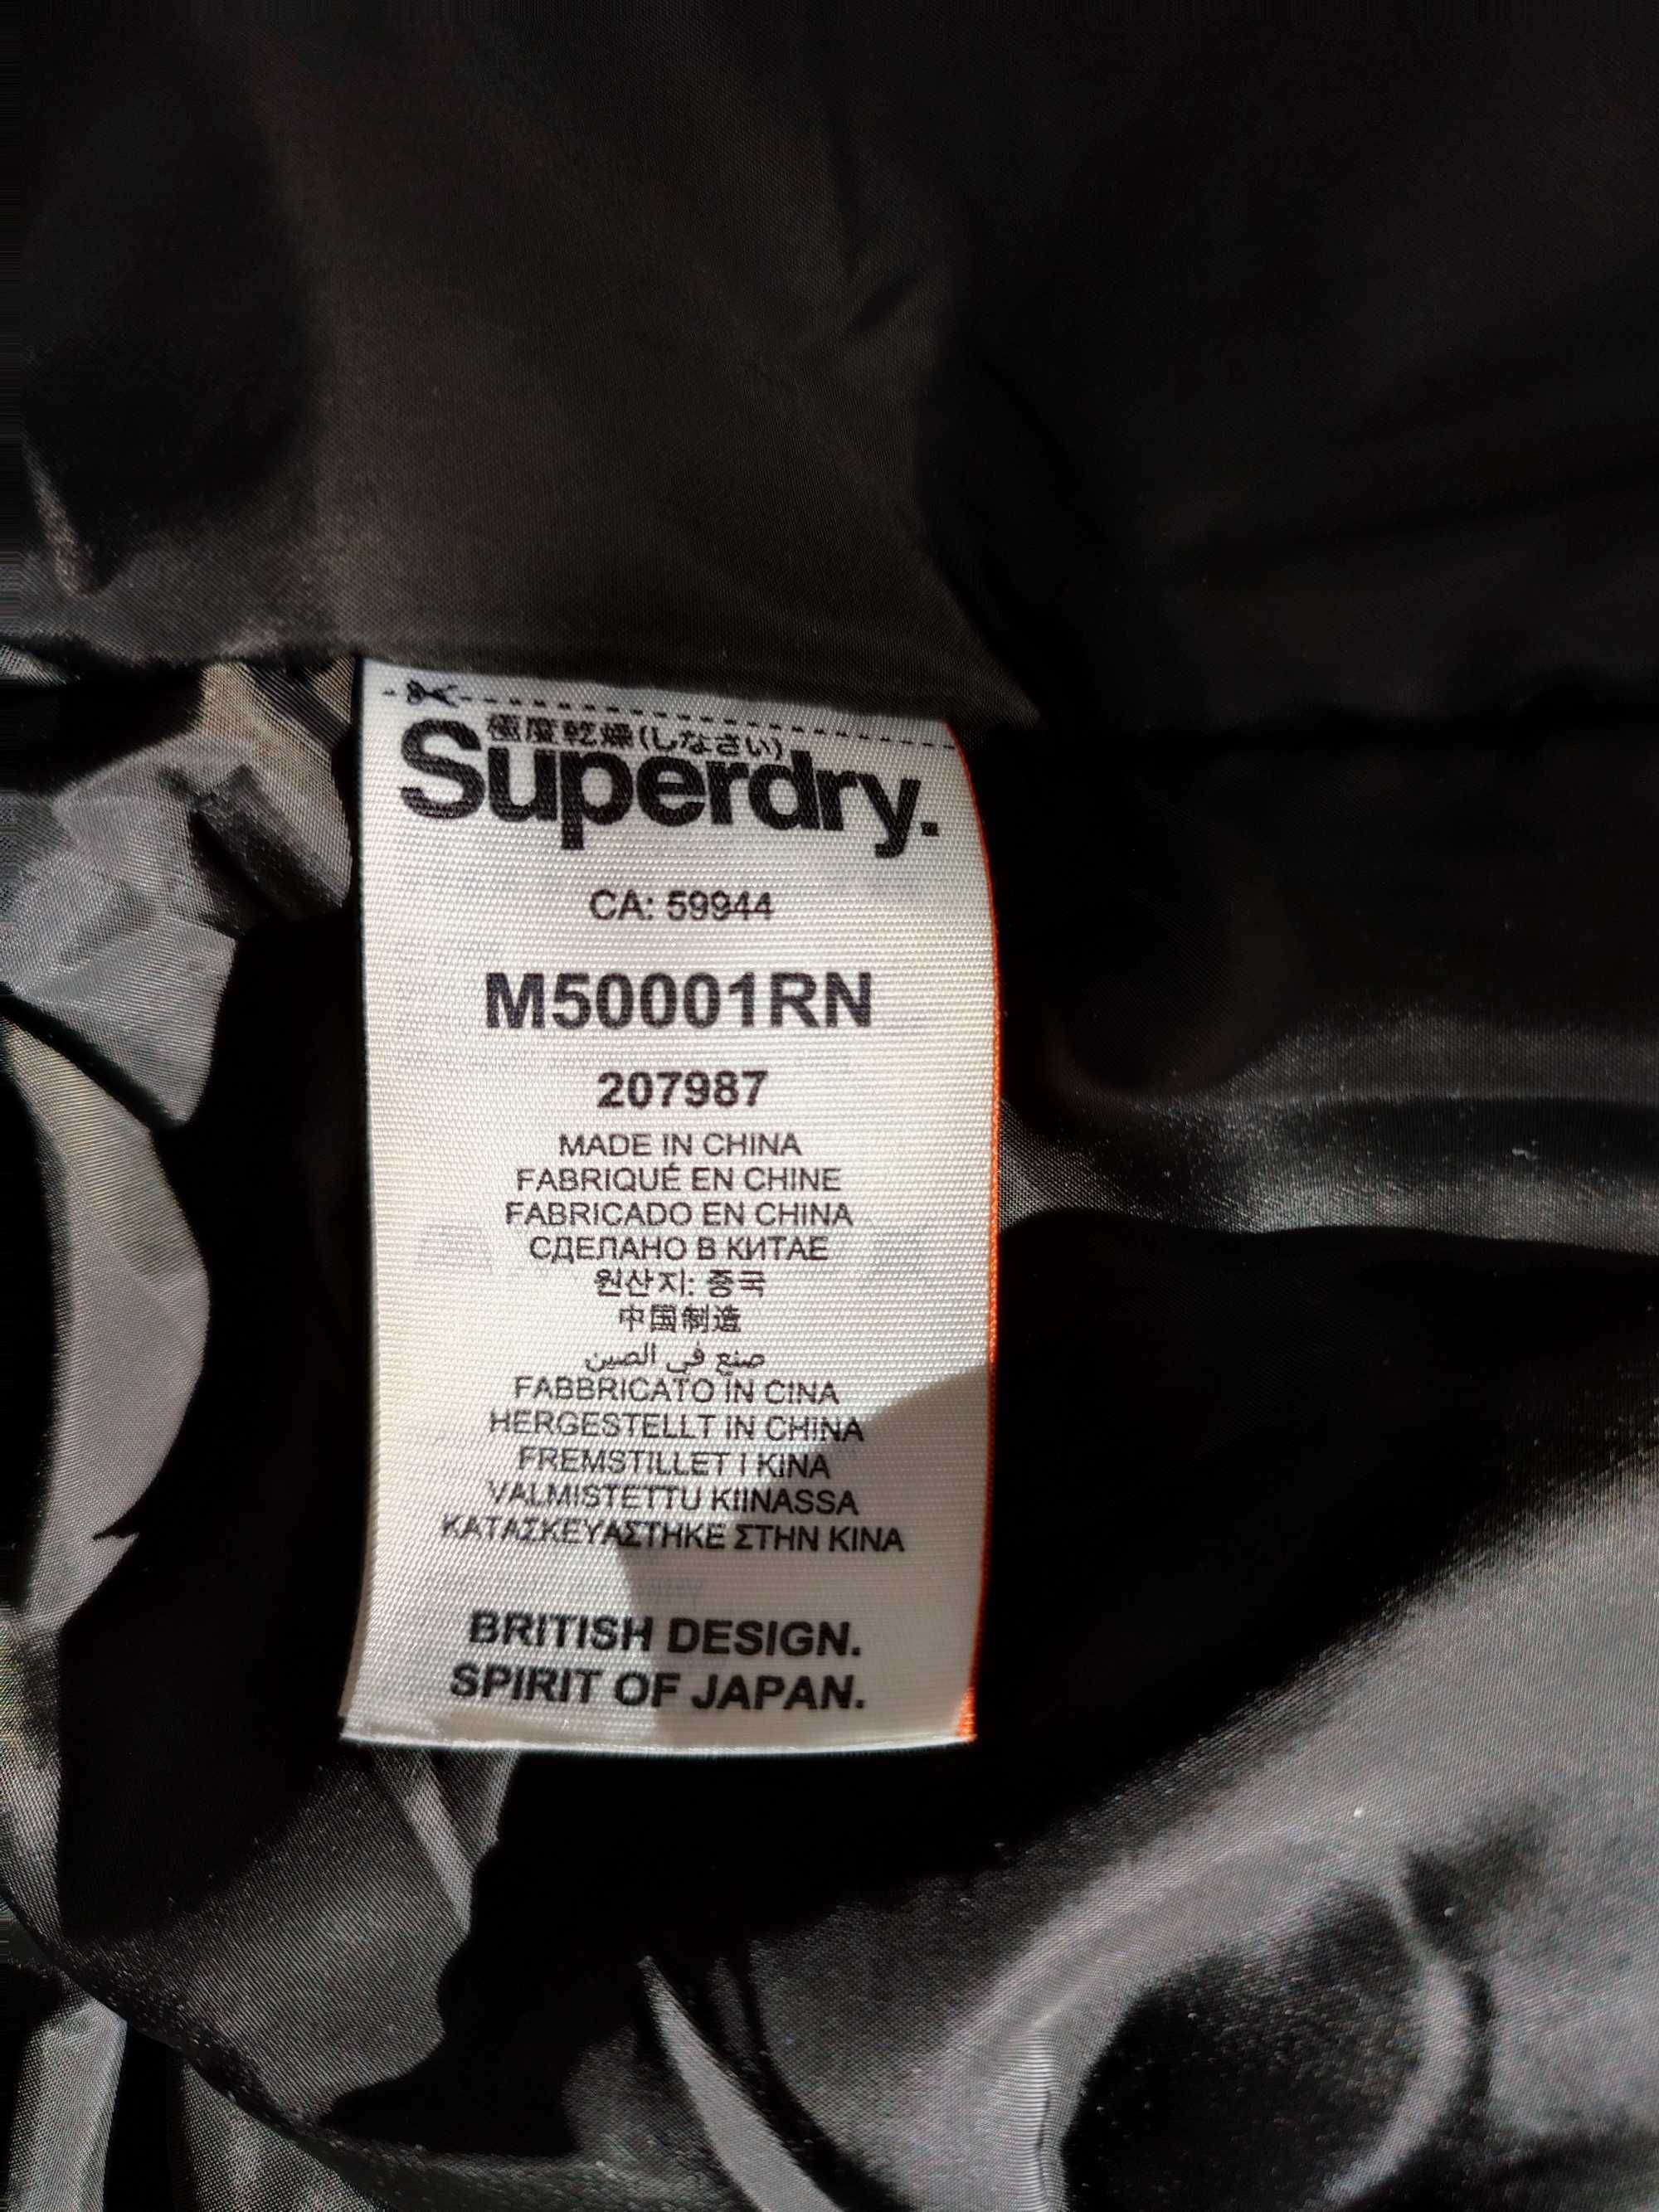 極度乾燥(しなさい)
Superdry.
CA: 59944
M50001RN
207987
MADE IN CHINA
FABRIQUÉ EN CHINE
FABRICADO EN CHINA
СДЕЛАНО В КИТАЕ
원산지: 중국
中国制造
صنع في الصين
FABBRICATO IN CINA
HERGESTELLT IN CHINA
FREMSTILLET I KINA
VALMISTETTU KIINASSA
ΚΑΤΑΣΚΕΥΑΣΤΗΚΕ ΣΤΗΝ ΚΙΝΑ
BRITISH DESIGN.
SPIRIT OF JAPAN.